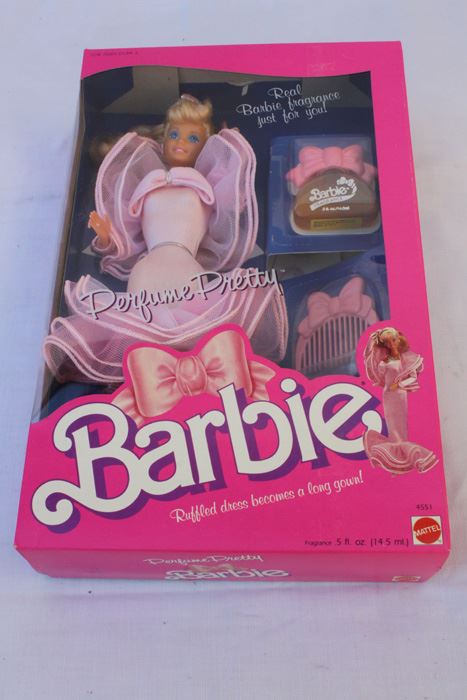 Real
Barbie fragrance
just for you!
Barbie
Perfume Pretty™
Barbie®
Ruffled dress becomes a long gown!
4551
Fragrance .5 fl. oz. (14.5 ml.)
MATTEL
Perfume Pretty
Barbie